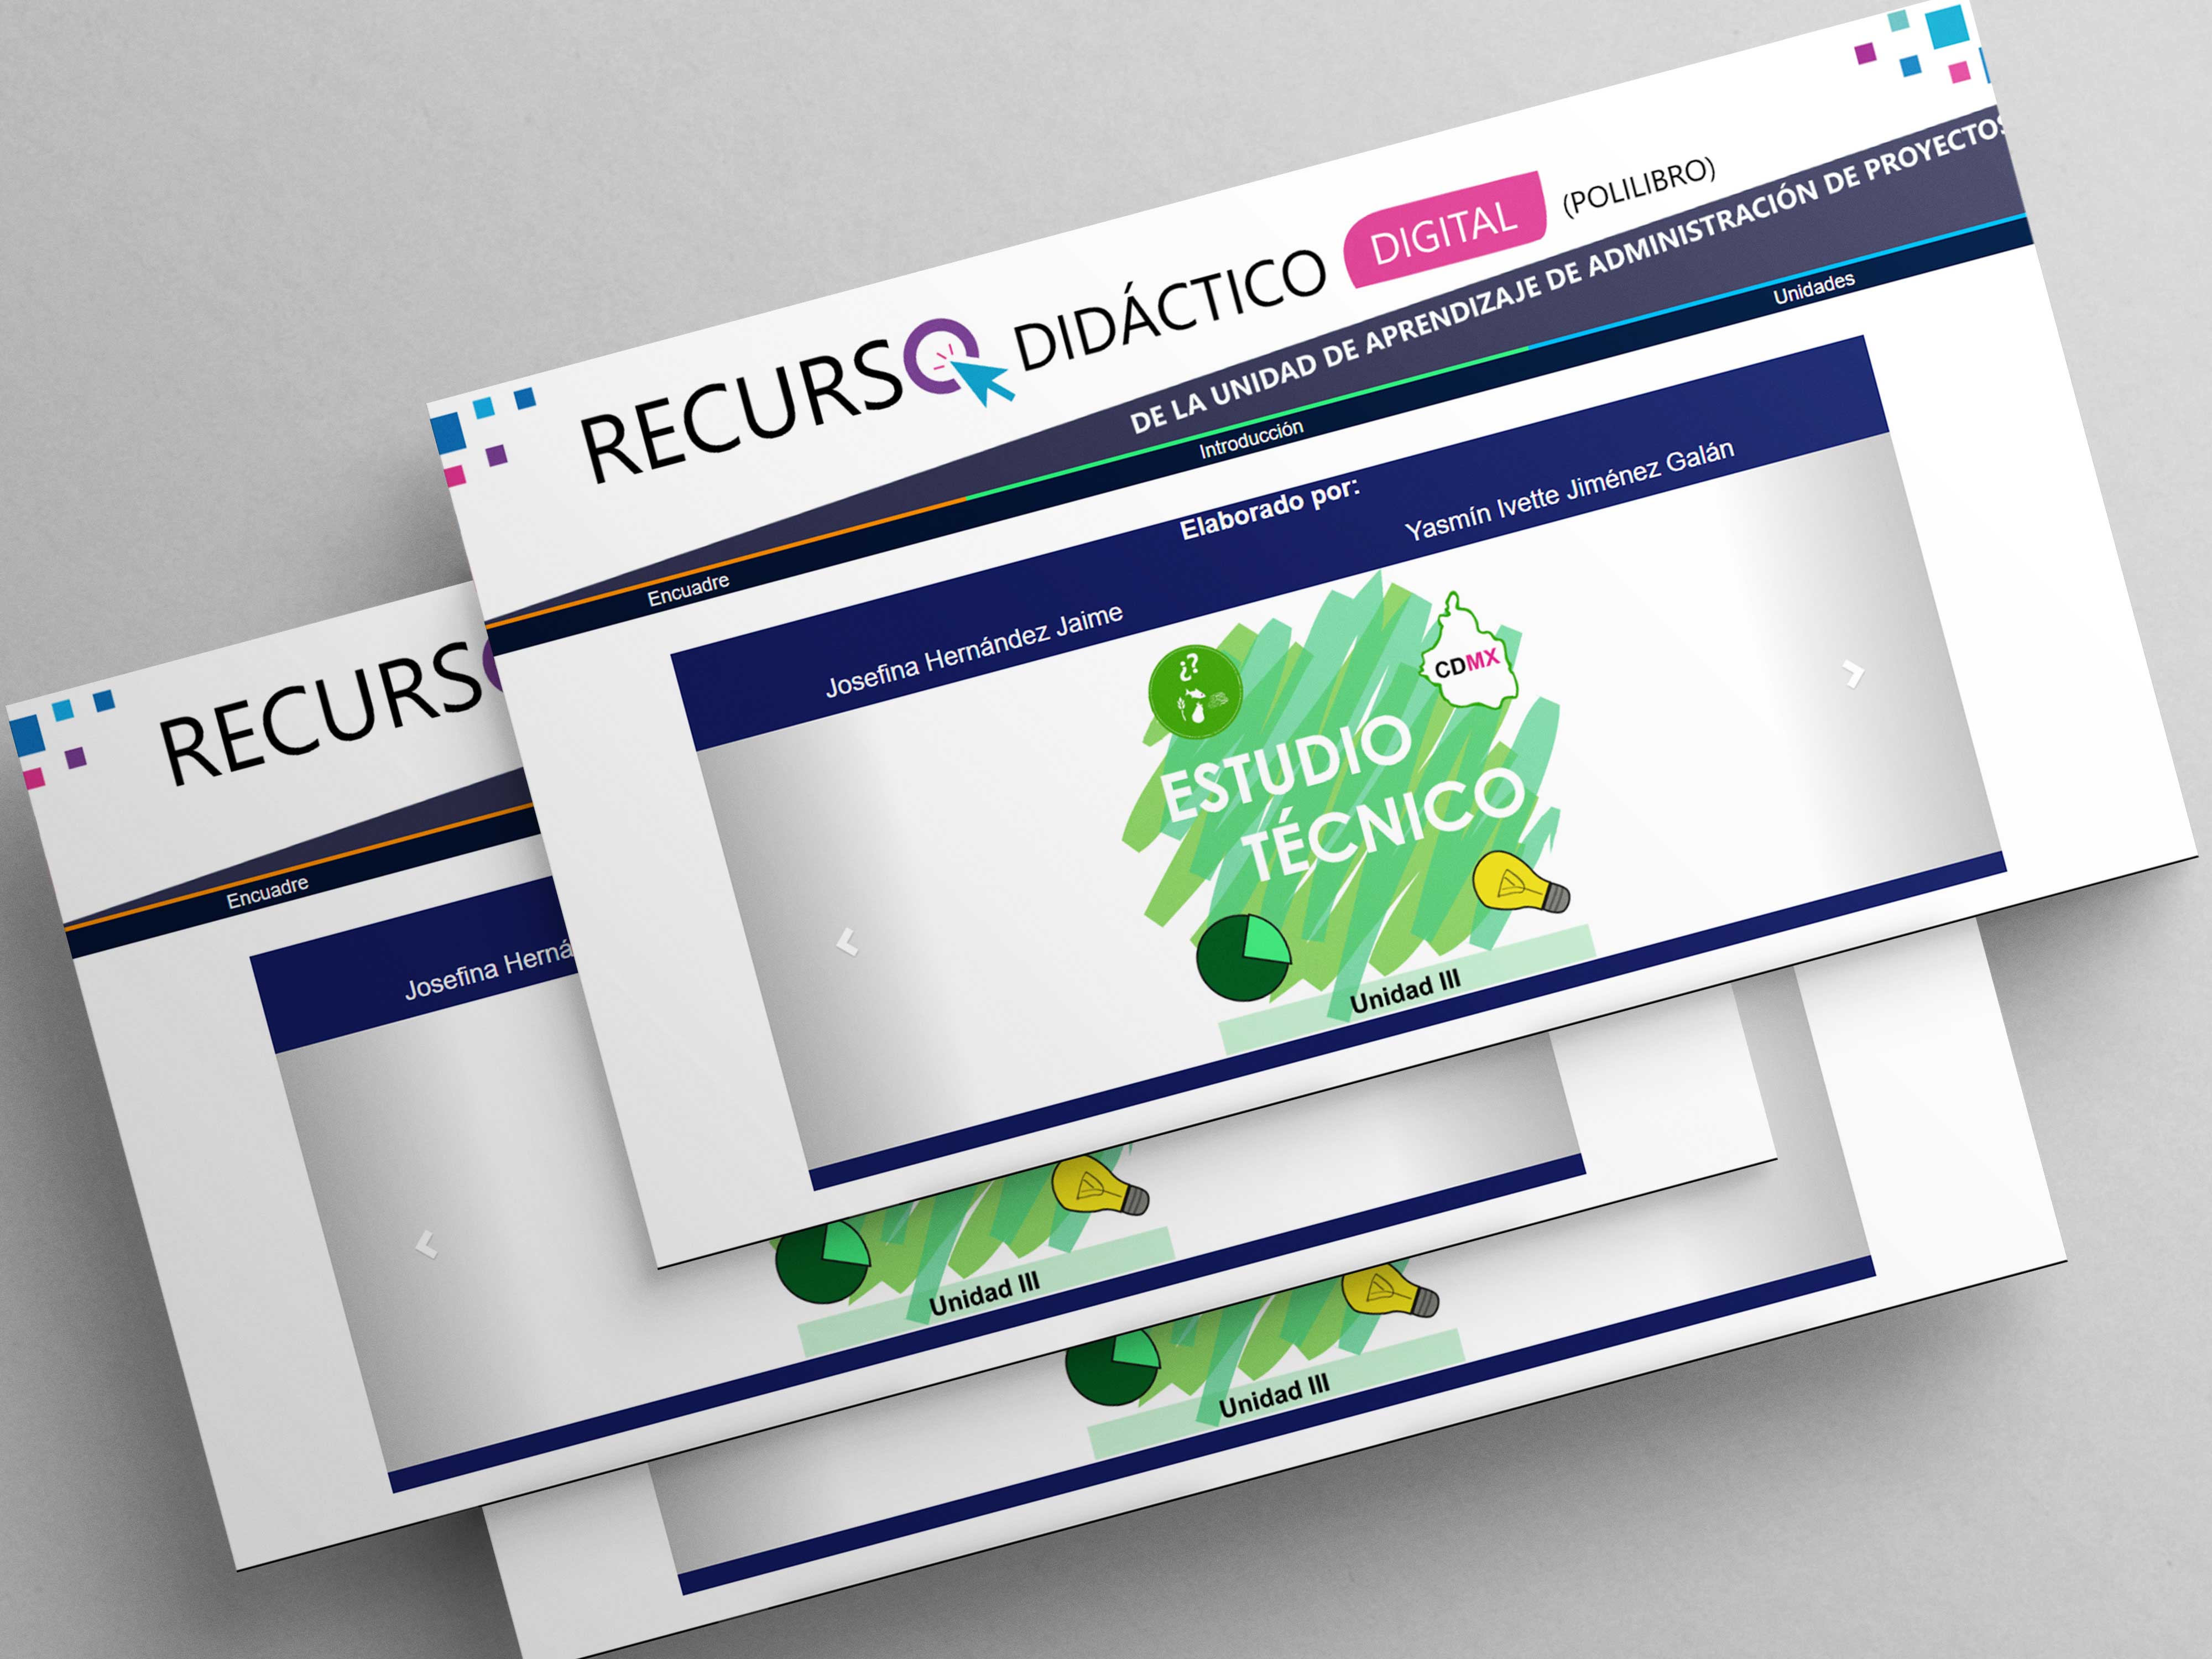 RECURSO DIDÁCTICO DIGITAL (POLILIBRO)
DE LA UNIDAD DE APRENDIZAJE DE ADMINISTRACIÓN DE PROYECTOS
Encuadre
Introducción
Unidades
Elaborado por:
Josefina Hernández Jaime
Yasmín Ivette Jiménez Galán
¿?
CDMX
ESTUDIO
TÉCNICO
Unidad III
RECURSO
Encuadre
Josefina Herná
Unidad III
Unidad III